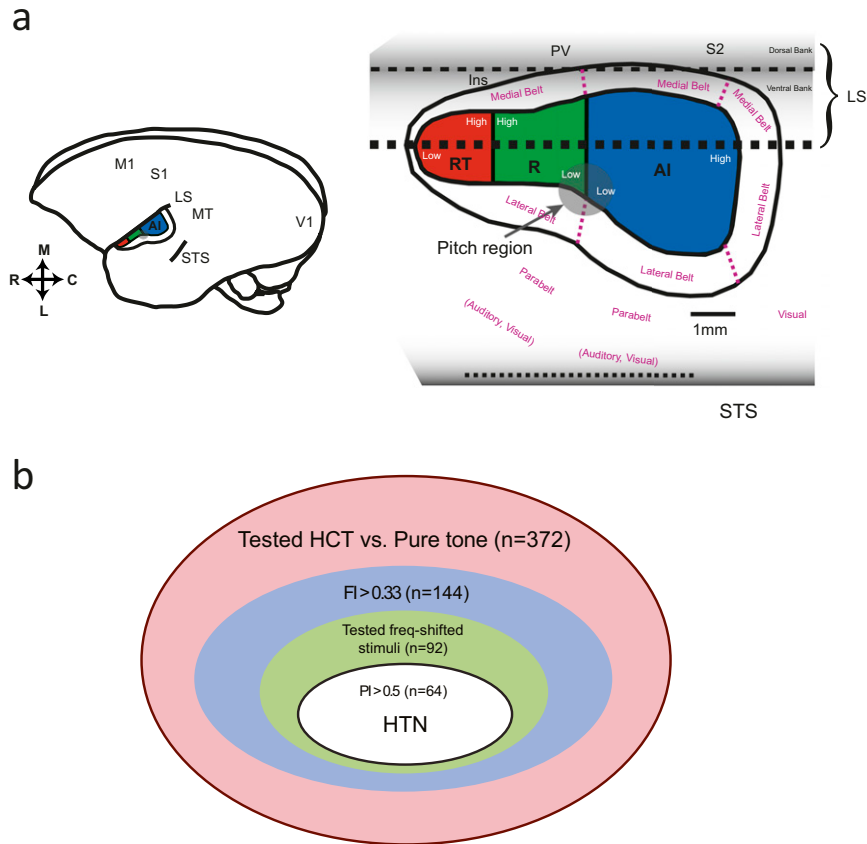 a
M1
S1
LS
MT
V1
AI
STS
M
R
C
L
PV
S2
Dorsal Bank
Ins
Medial Belt
Medial Belt
Medial Belt
Ventral Bank
LS
High
High
Low
RT
R
Low
Low
AI
High
Lateral Belt
Lateral Belt
Pitch region
Lateral Belt
Parabelt
Parabelt
Visual
(Auditory, Visual)
(Auditory, Visual)
1mm
STS
b
Tested HCT vs. Pure tone (n=372)
FI > 0.33 (n=144)
Tested freq-shifted
stimuli (n=92)
PI > 0.5 (n=64)
HTN